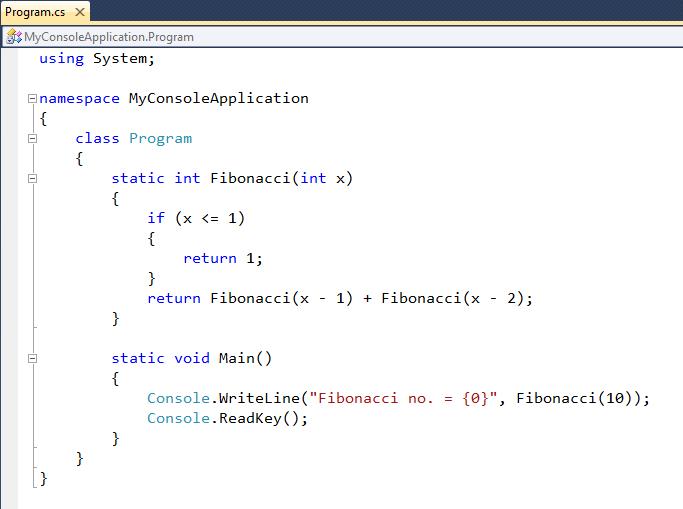 Program.cs
MyConsoleApplication.Program
using System;
namespace MyConsoleApplication
{
    class Program
    {
        static int Fibonacci(int x)
        {
            if (x <= 1)
            {
                return 1;
            }
            return Fibonacci(x - 1) + Fibonacci(x - 2);
        }
        static void Main()
        {
            Console.WriteLine("Fibonacci no. = {0}", Fibonacci(10));
            Console.ReadKey();
        }
    }
}